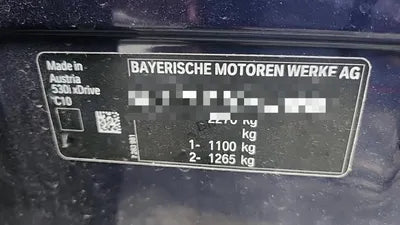 Made in
Austria
530i xDrive
C10
BAYERISCHE MOTOREN WERKE AG
kg
kg
1- 1100 kg
2- 1265 kg